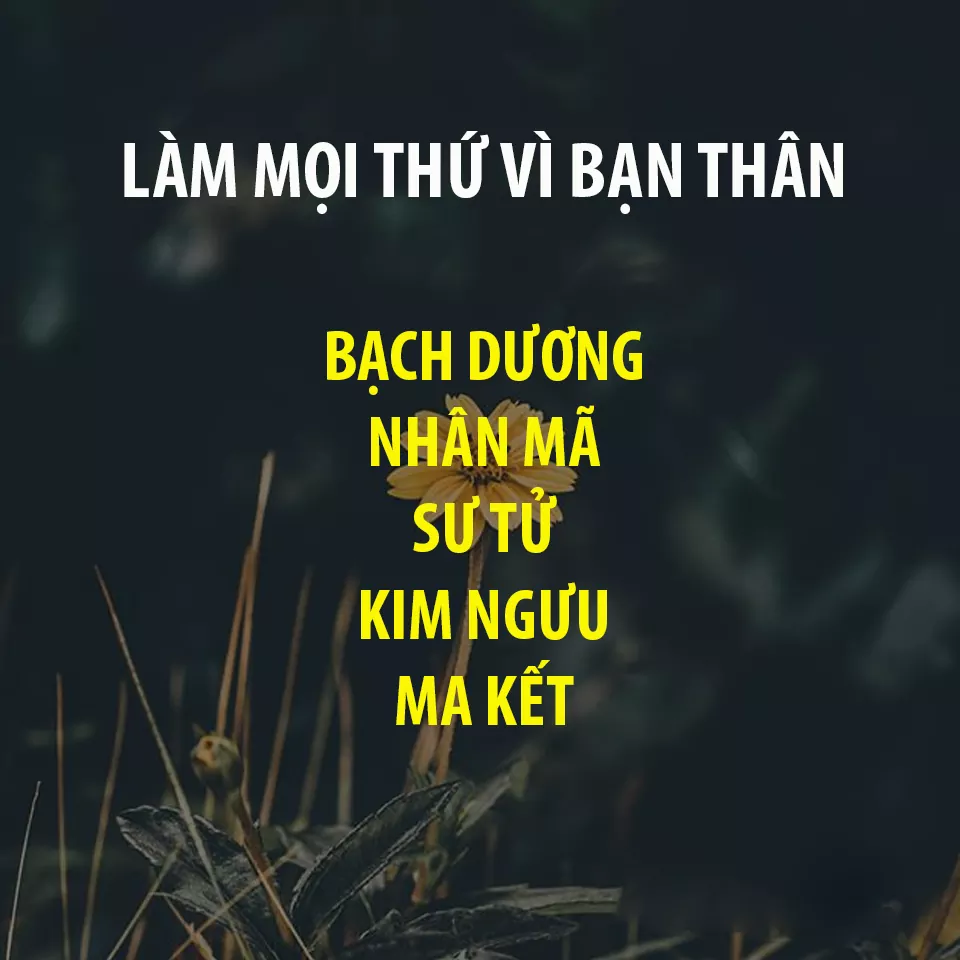 LÀM MỌI THỨ VÌ BẠN THÂN
BẠCH DƯƠNG
NHÂN MÃ
SƯ TỬ
KIM NGƯU
MA KẾT